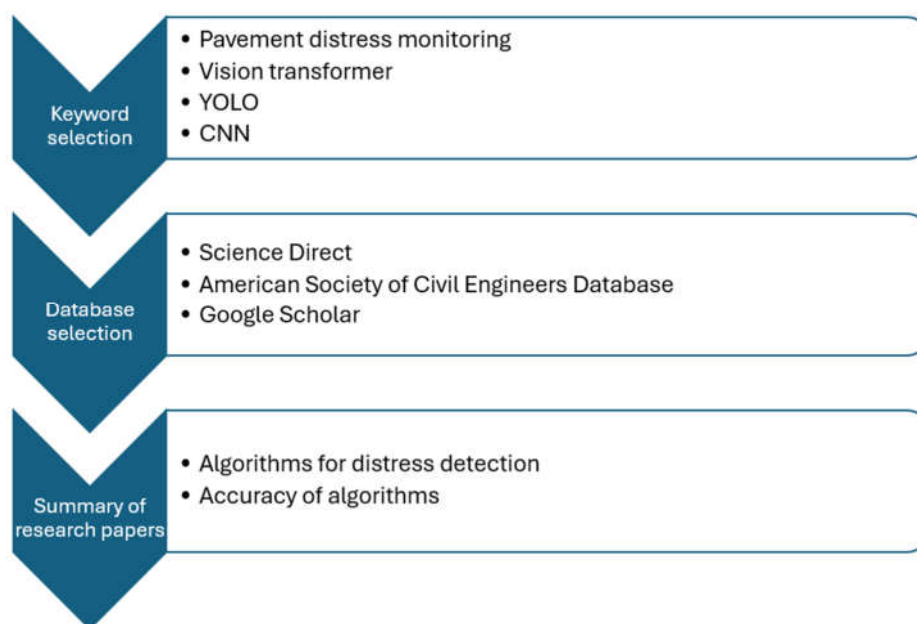 Keyword
selection
• Pavement distress monitoring
• Vision transformer
• YOLO
• CNN
Database
selection
• Science Direct
• American Society of Civil Engineers Database
• Google Scholar
Summary of
research papers
• Algorithms for distress detection
• Accuracy of algorithms